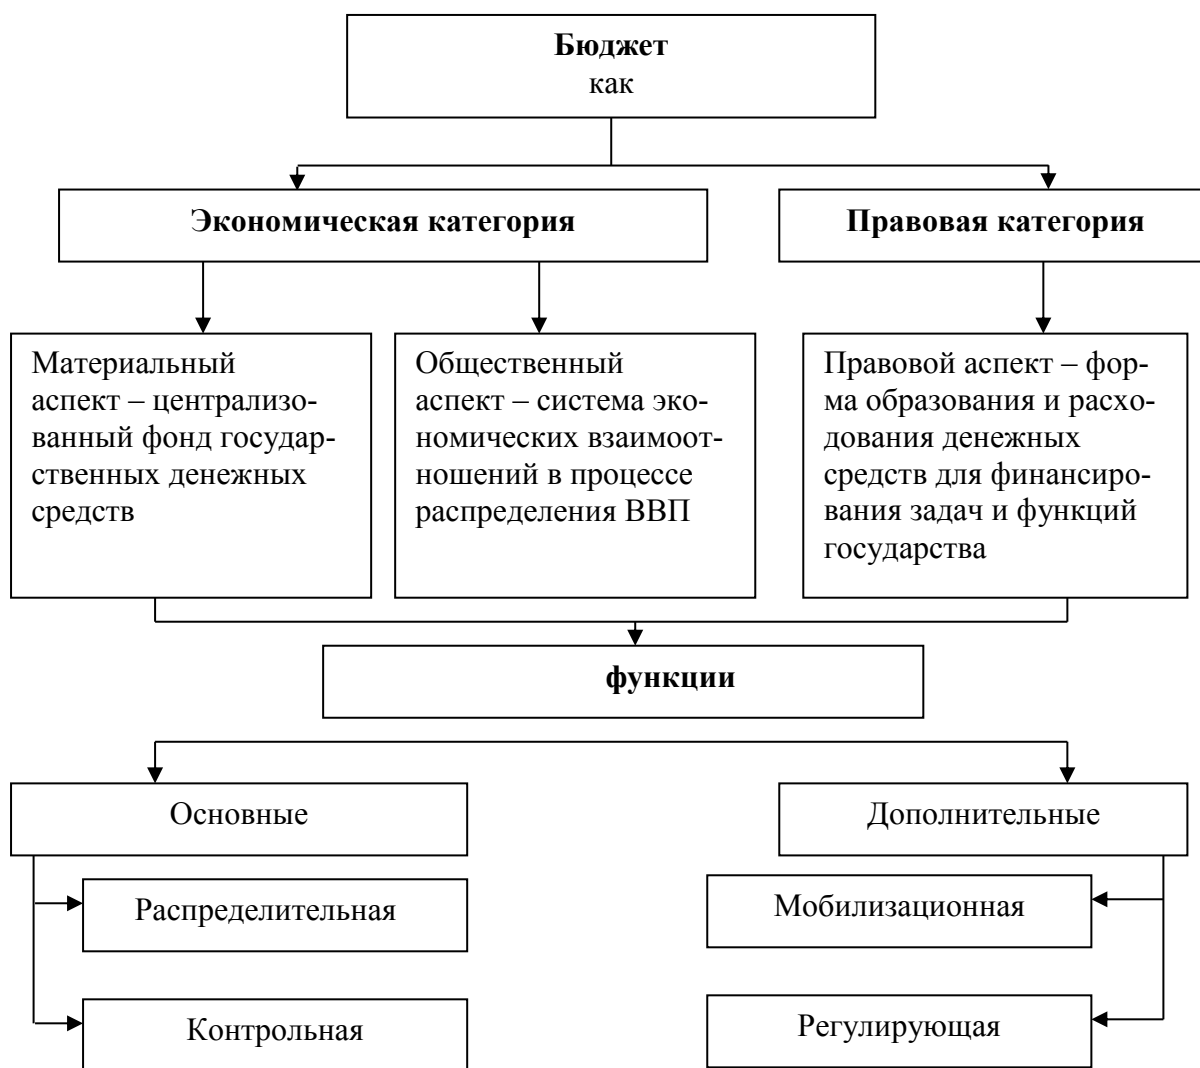 Бюджет
как
Экономическая категория
Правовая категория
Материальный
аспект – централизо-
ванный фонд государ-
ственных денежных
средств
Общественный
аспект – система эко-
номических взаимоот-
ношений в процессе
распределения ВВП
Правовой аспект – фор-
ма образования и расхо-
дования денежных
средств для финансиро-
вания задач и функций
государства
функции
Основные
Дополнительные
Распределительная
Мобилизационная
Контрольная
Регулирующая